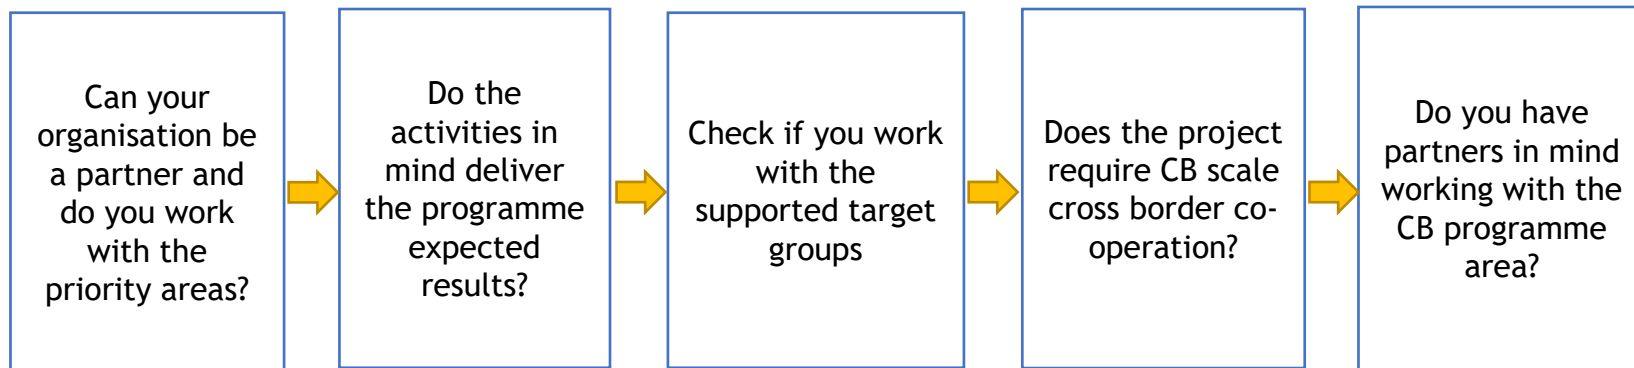 Can your
organisation be
a partner and
do you work
with the
priority areas?
Do the
activities in
mind deliver
the programme
expected
results?
Check if you work
with the
supported target
groups
Does the project
require CB scale
cross border co-
operation?
Do you have
partners in mind
working with the
CB programme
area?